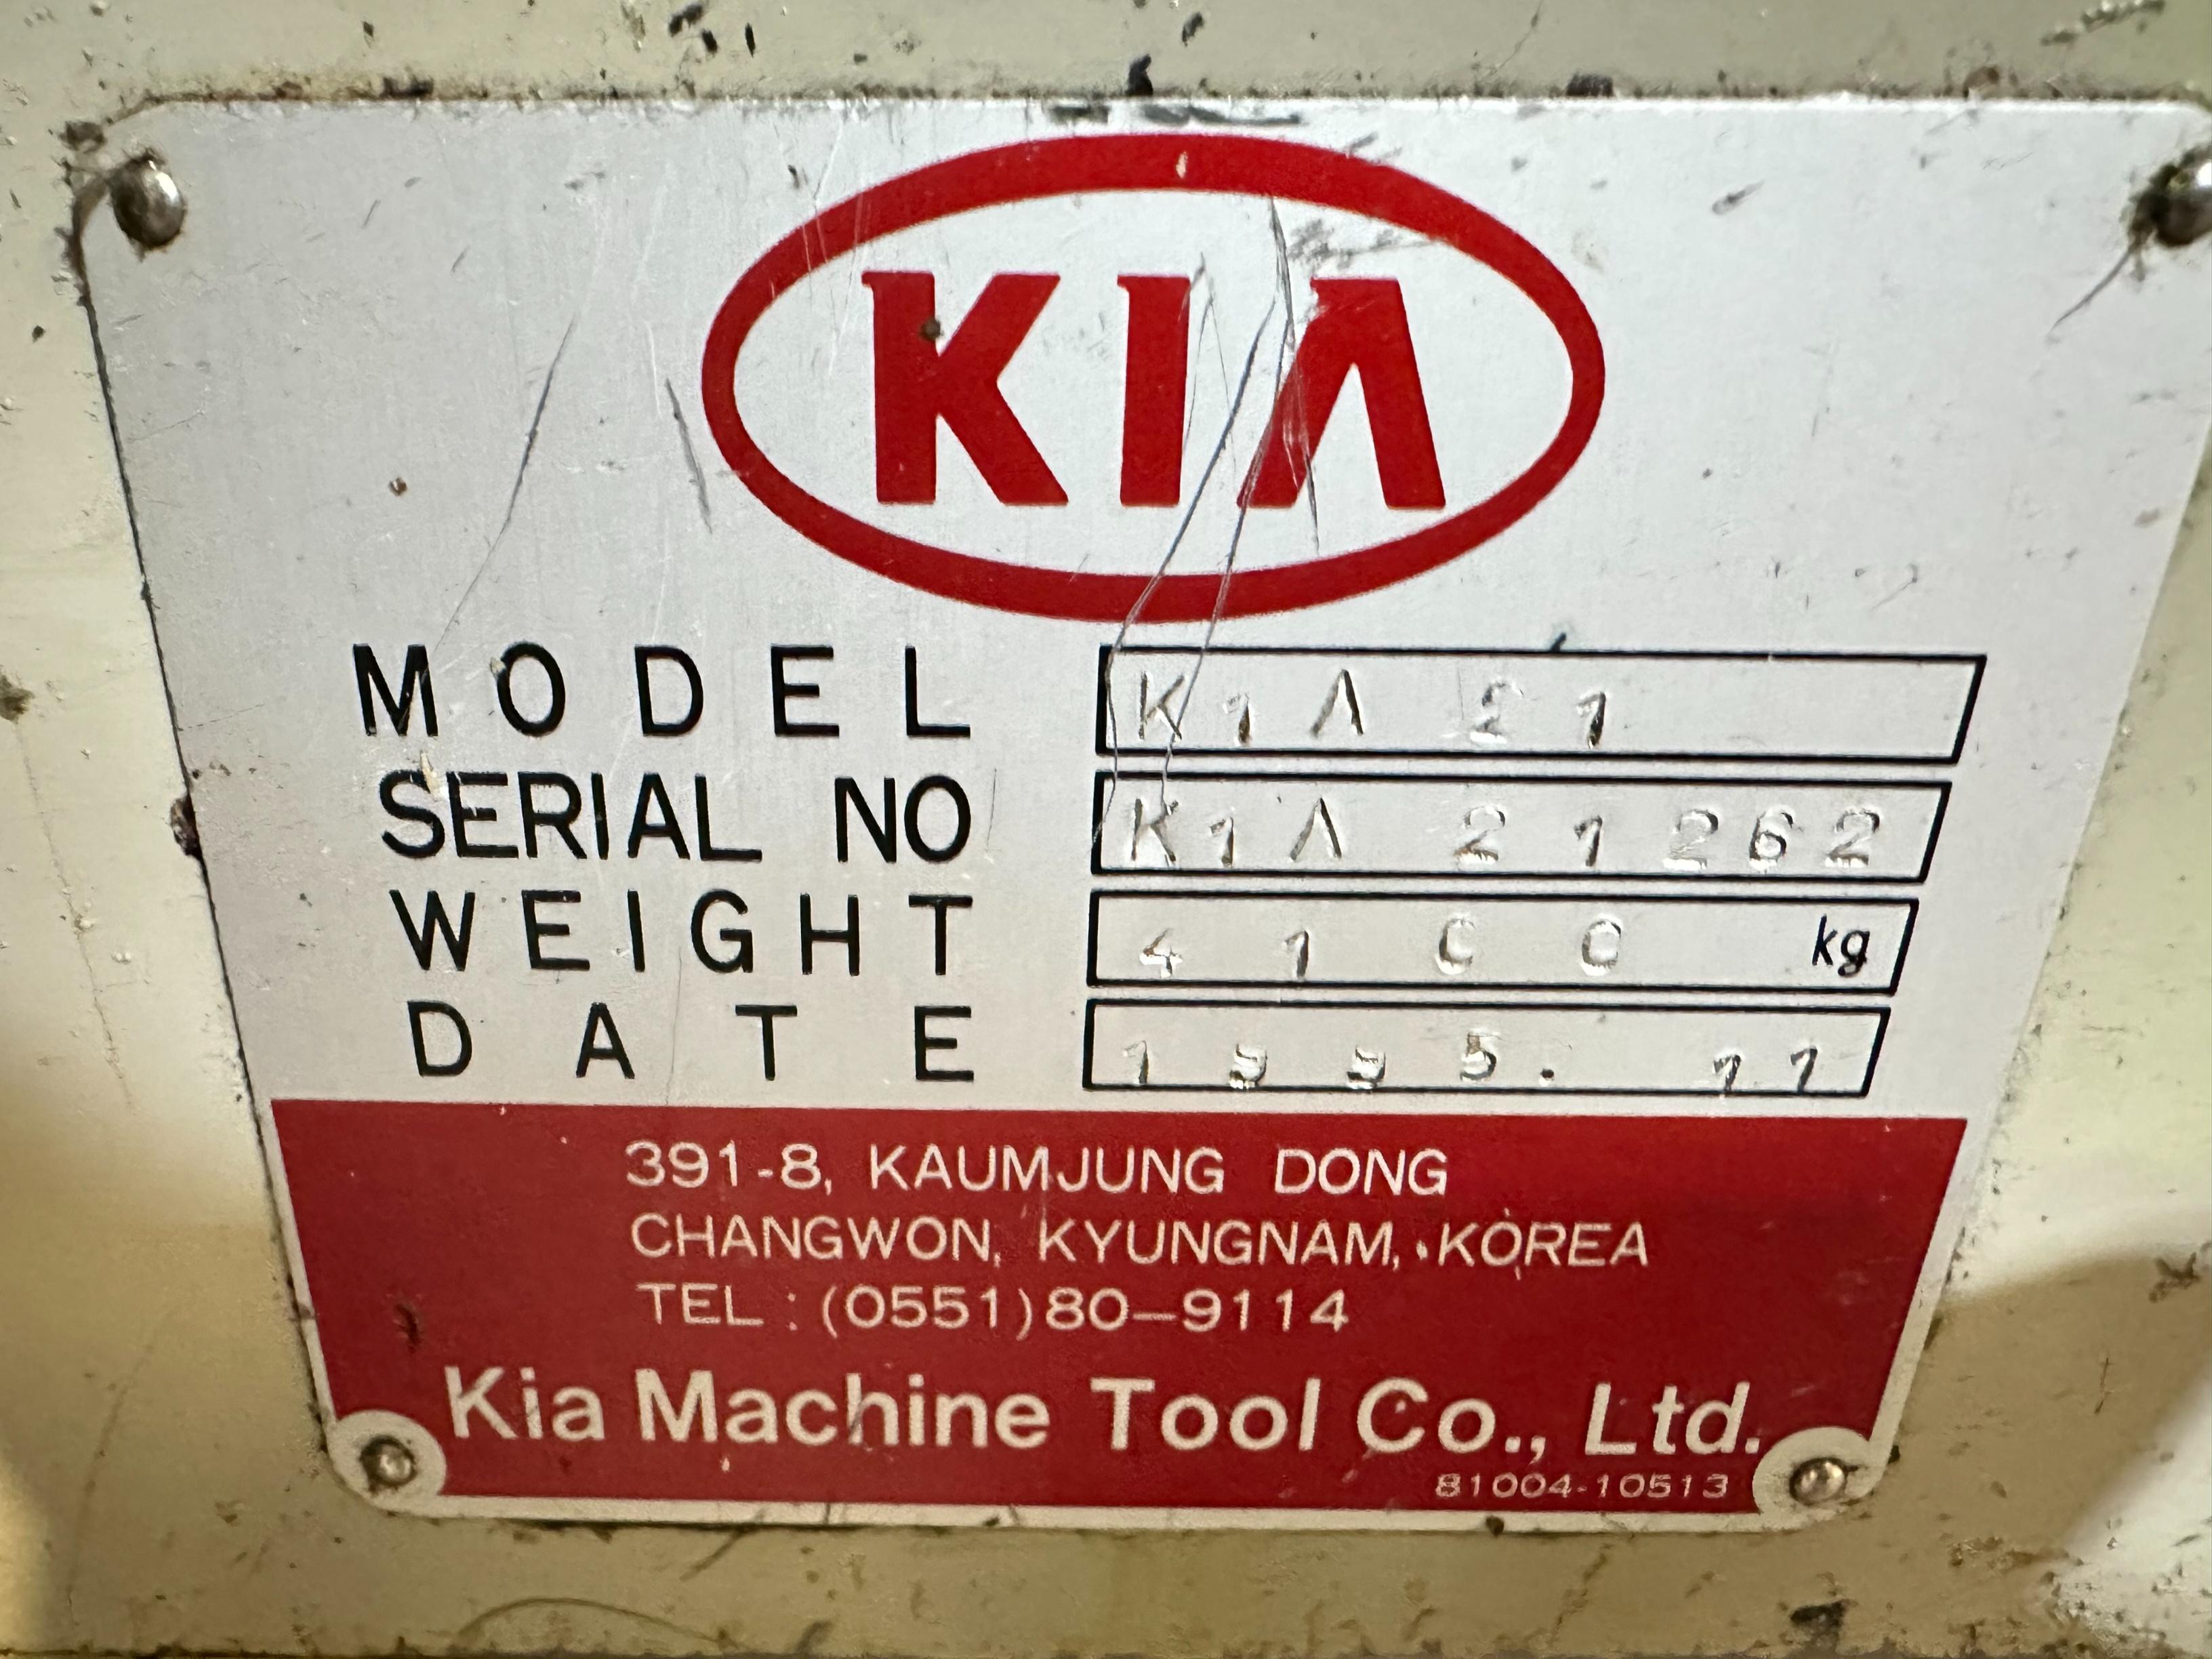 KIA
MODEL KIA 21
SERIAL NO KIA 21262
WEIGHT 4100 kg
DATE 1995. 11
391-8, KAUMJUNG DONG
CHANGWON, KYUNGNAM, KOREA
TEL : (0551)80-9114
Kia Machine Tool Co., Ltd.
81004-10513